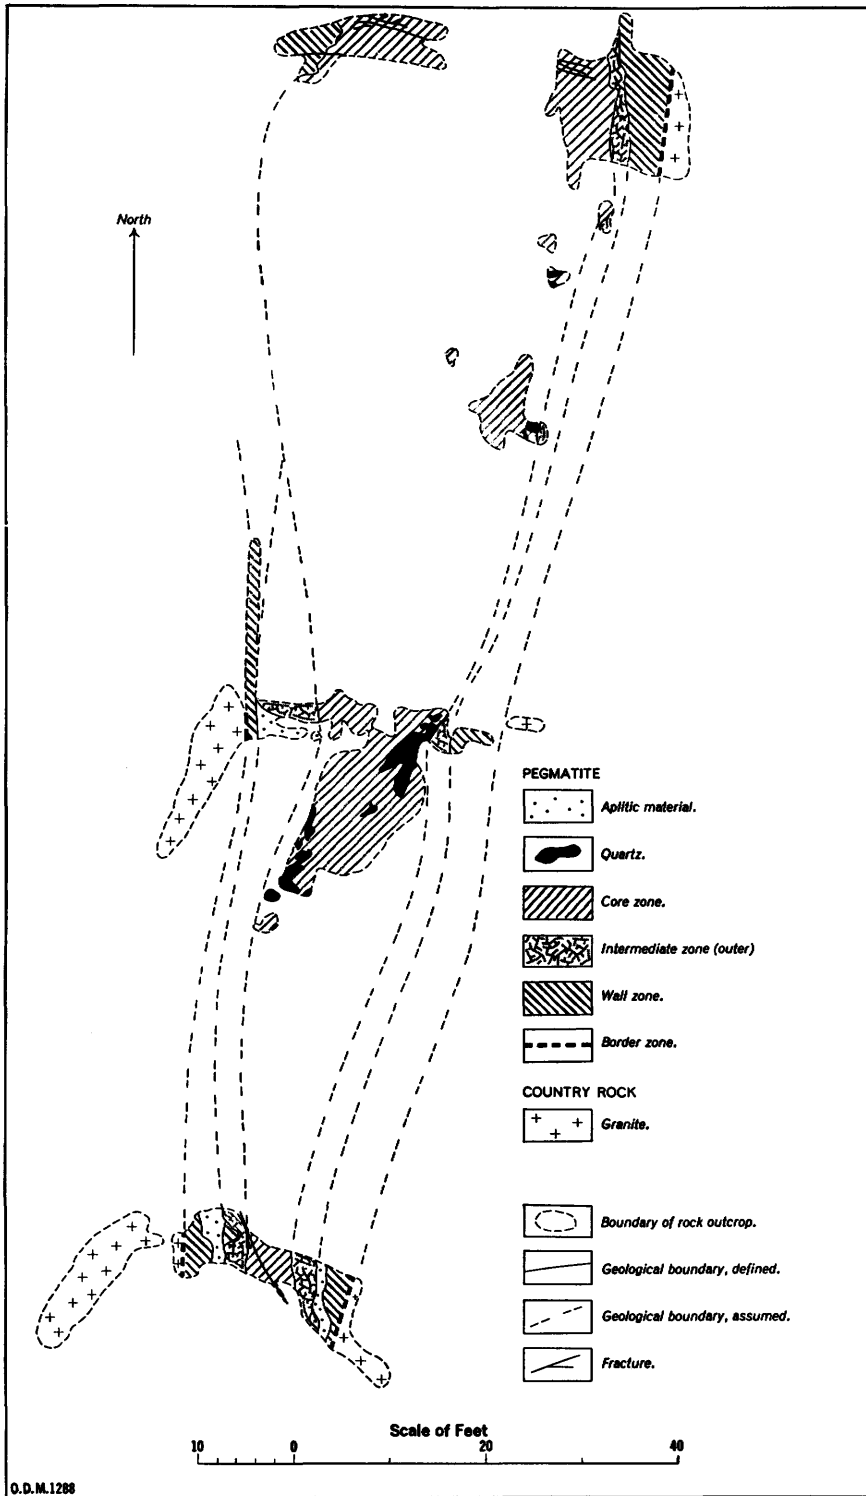 North
PEGMATITE
Aplitic material.
Quartz.
Core zone.
Intermediate zone (outer)
Wall zone.
Border zone.
COUNTRY ROCK
Granite.
Boundary of rock outcrop.
Geological boundary, defined.
Geological boundary, assumed.
Fracture.
Scale of Feet
10 0 20 40
O.D.M.1288